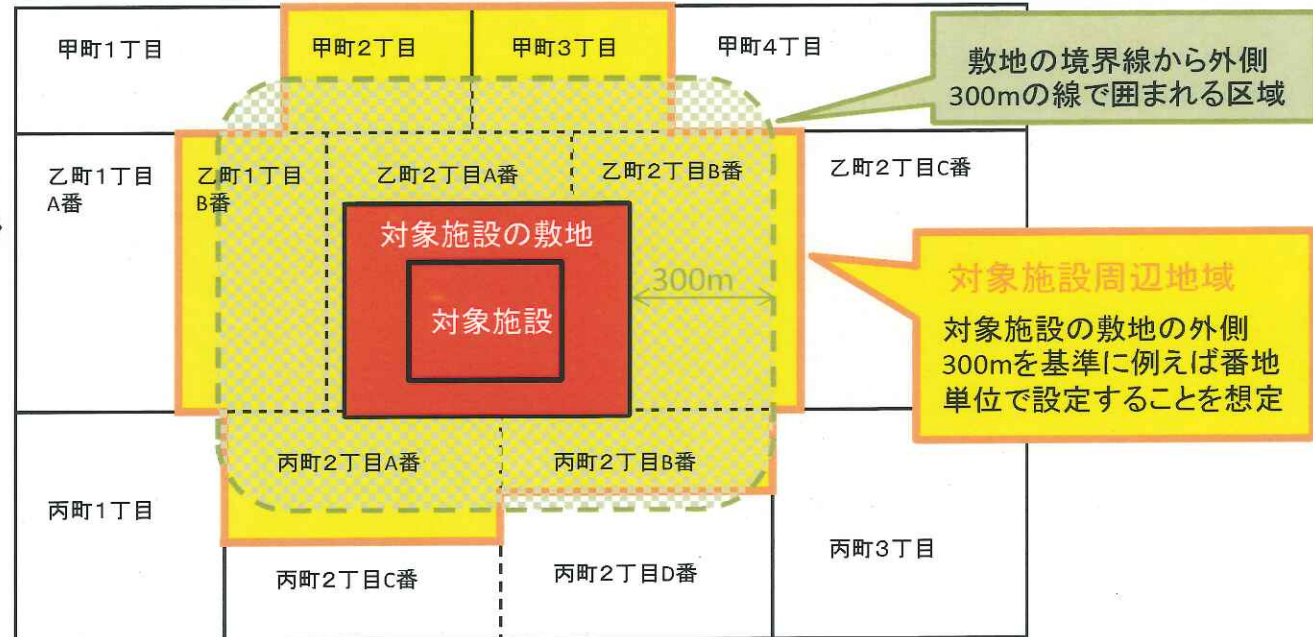 甲町1丁目
甲町2丁目
甲町3丁目
甲町4丁目
敷地の境界線から外側
300mの線で囲まれる区域
乙町1丁目
A番
乙町1丁目
B番
乙町2丁目A番
乙町2丁目B番
乙町2丁目C番
対象施設の敷地
300m
対象施設
対象施設周辺地域
対象施設の敷地の外側
300mを基準に例えば番地
単位で設定することを想定
丙町2丁目A番
丙町2丁目B番
丙町1丁目
丙町3丁目
丙町2丁目C番
丙町2丁目D番